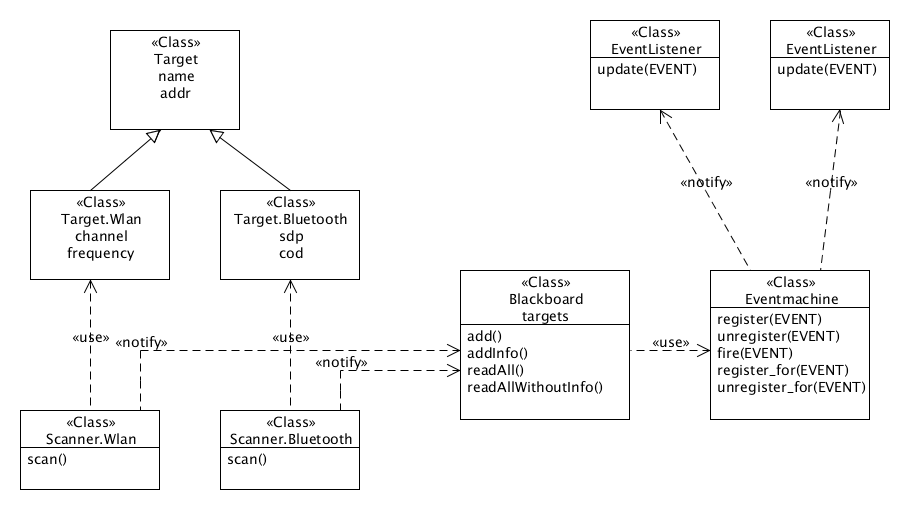 «Class»
Target
name
addr
«Class»
EventListener
update(EVENT)
«Class»
EventListener
update(EVENT)
«notify»
«notify»
«Class»
Target.Wlan
channel
frequency
«Class»
Target.Bluetooth
sdp
cod
«Class»
Blackboard
targets
add()
addInfo()
readAll()
readAllWithoutInfo()
«use»
«Class»
Eventmachine
register(EVENT)
unregister(EVENT)
fire(EVENT)
register_for(EVENT)
unregister_for(EVENT)
«use»
«notify»
«use»
«notify»
«Class»
Scanner.Wlan
scan()
«Class»
Scanner.Bluetooth
scan()